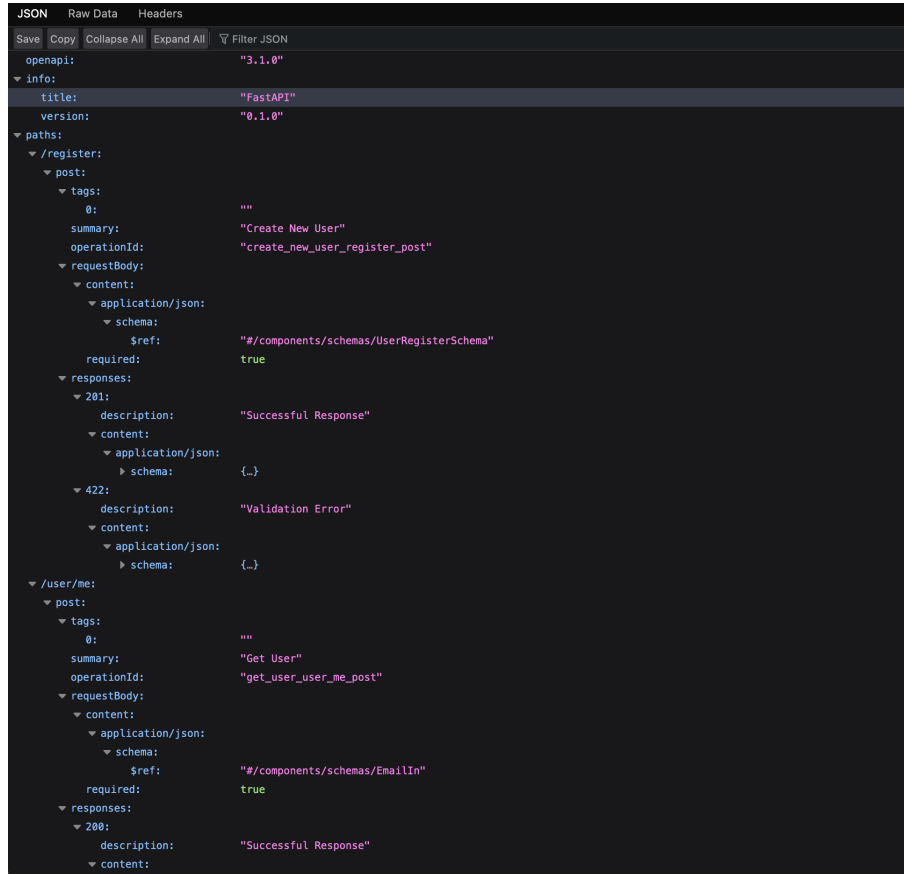 JSON Raw Data Headers
Save Copy Collapse All Expand All Filter JSON
openapi: "3.1.0"
info:
title: "FastAPI"
version: "0.1.0"
paths:
/register:
post:
tags:
0: ""
summary: "Create New User"
operationId: "create_new_user_register_post"
requestBody:
content:
application/json:
schema:
$ref: "#/components/schemas/UserRegisterSchema"
required: true
responses:
201:
description: "Successful Response"
content:
application/json:
schema: {…}
422:
description: "Validation Error"
content:
application/json:
schema: {…}
/user/me:
post:
tags:
0: ""
summary: "Get User"
operationId: "get_user_user_me_post"
requestBody:
content:
application/json:
schema:
$ref: "#/components/schemas/EmailIn"
required: true
responses:
200:
description: "Successful Response"
content: